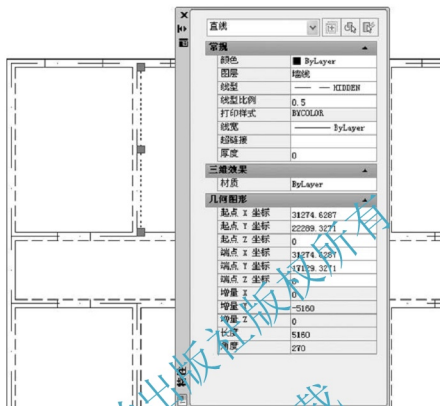 直线
常规
颜色 ByLayer
图层 墙线
线型 HIDDEN
线型比例 0.5
打印样式 BYCOLOR
线宽 ByLayer
超链接
厚度 0
三维效果
材质 ByLayer
几何图形
起点 X 坐标 31274.6287
起点 Y 坐标 22289.3271
起点 Z 坐标 0
端点 X 坐标 31274.6287
端点 Y 坐标 17129.3271
端点 Z 坐标 0
增量 X 0
增量 Y -5160
增量 Z 0
长度 5160
角度 270
特性
出版社版权所有
载